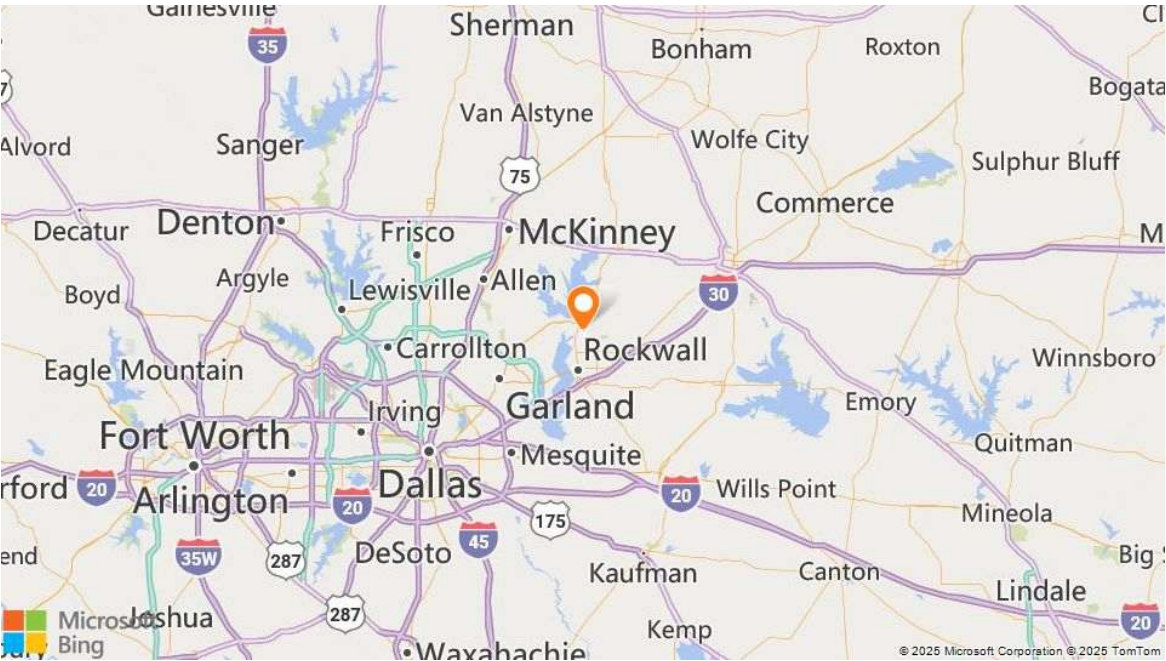 Gainesville
Sherman
35
Bonham
Roxton
Bogata
Van Alstyne
Alvord
Sanger
Wolfe City
Sulphur Bluff
75
Commerce
Decatur
Denton
Frisco
McKinney
Argyle
Allen
Boyd
Lewisville
30
Carrollton
Rockwall
Winnsboro
Eagle Mountain
Irving
Garland
Emory
Fort Worth
Quitman
Mesquite
rford
20
Arlington
20
Dallas
20
Wills Point
175
Mineola
end
35W
287
DeSoto
45
Kaufman
Canton
Big
Lindale
287
Joshua
Microsoft
Bing
Kemp
20
Waxahachie
© 2025 Microsoft Corporation © 2025 TomTom